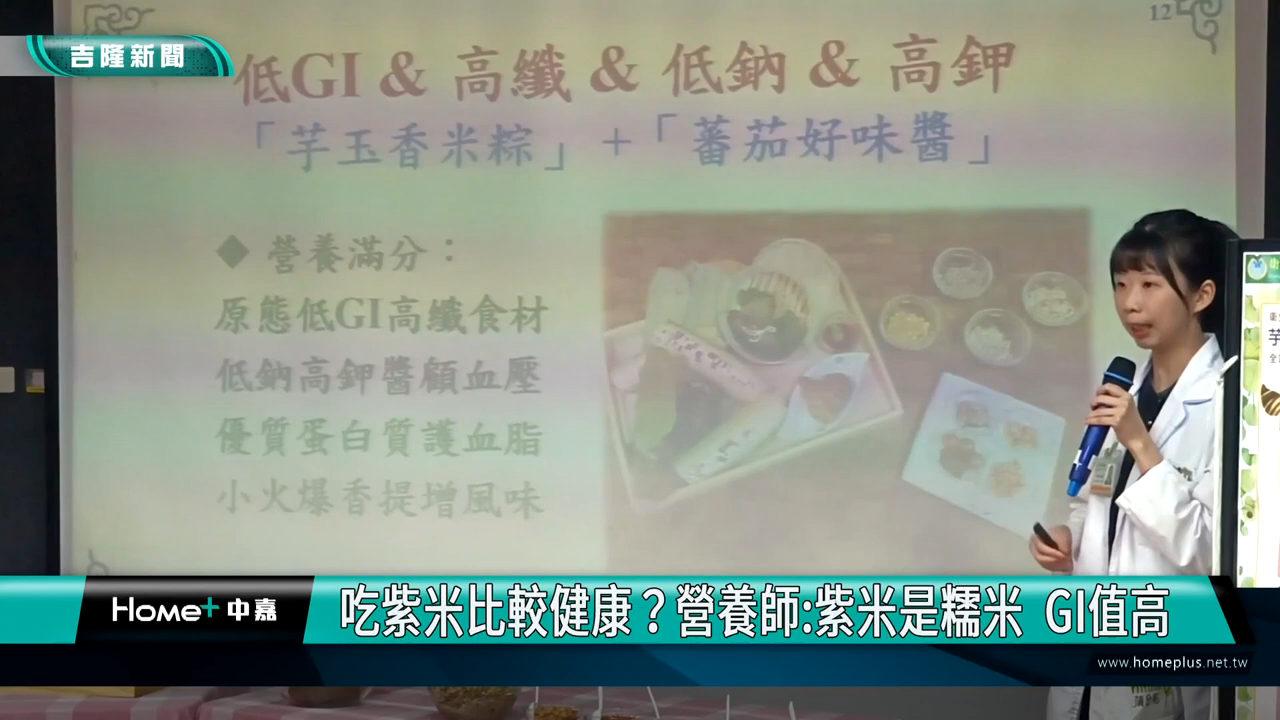 12
吉隆新聞
低GI & 高纖 & 低鈉 & 高鉀
「芋玉香米粽」+「蕃茄好味醬」
◆ 營養滿分：
原態低GI高纖食材
低鈉高鉀醬顧血壓
優質蛋白質護血脂
小火爆香提增風味
Home+中嘉
吃紫米比較健康？營養師:紫米是糯米 GI值高
www.homeplus.net.tw